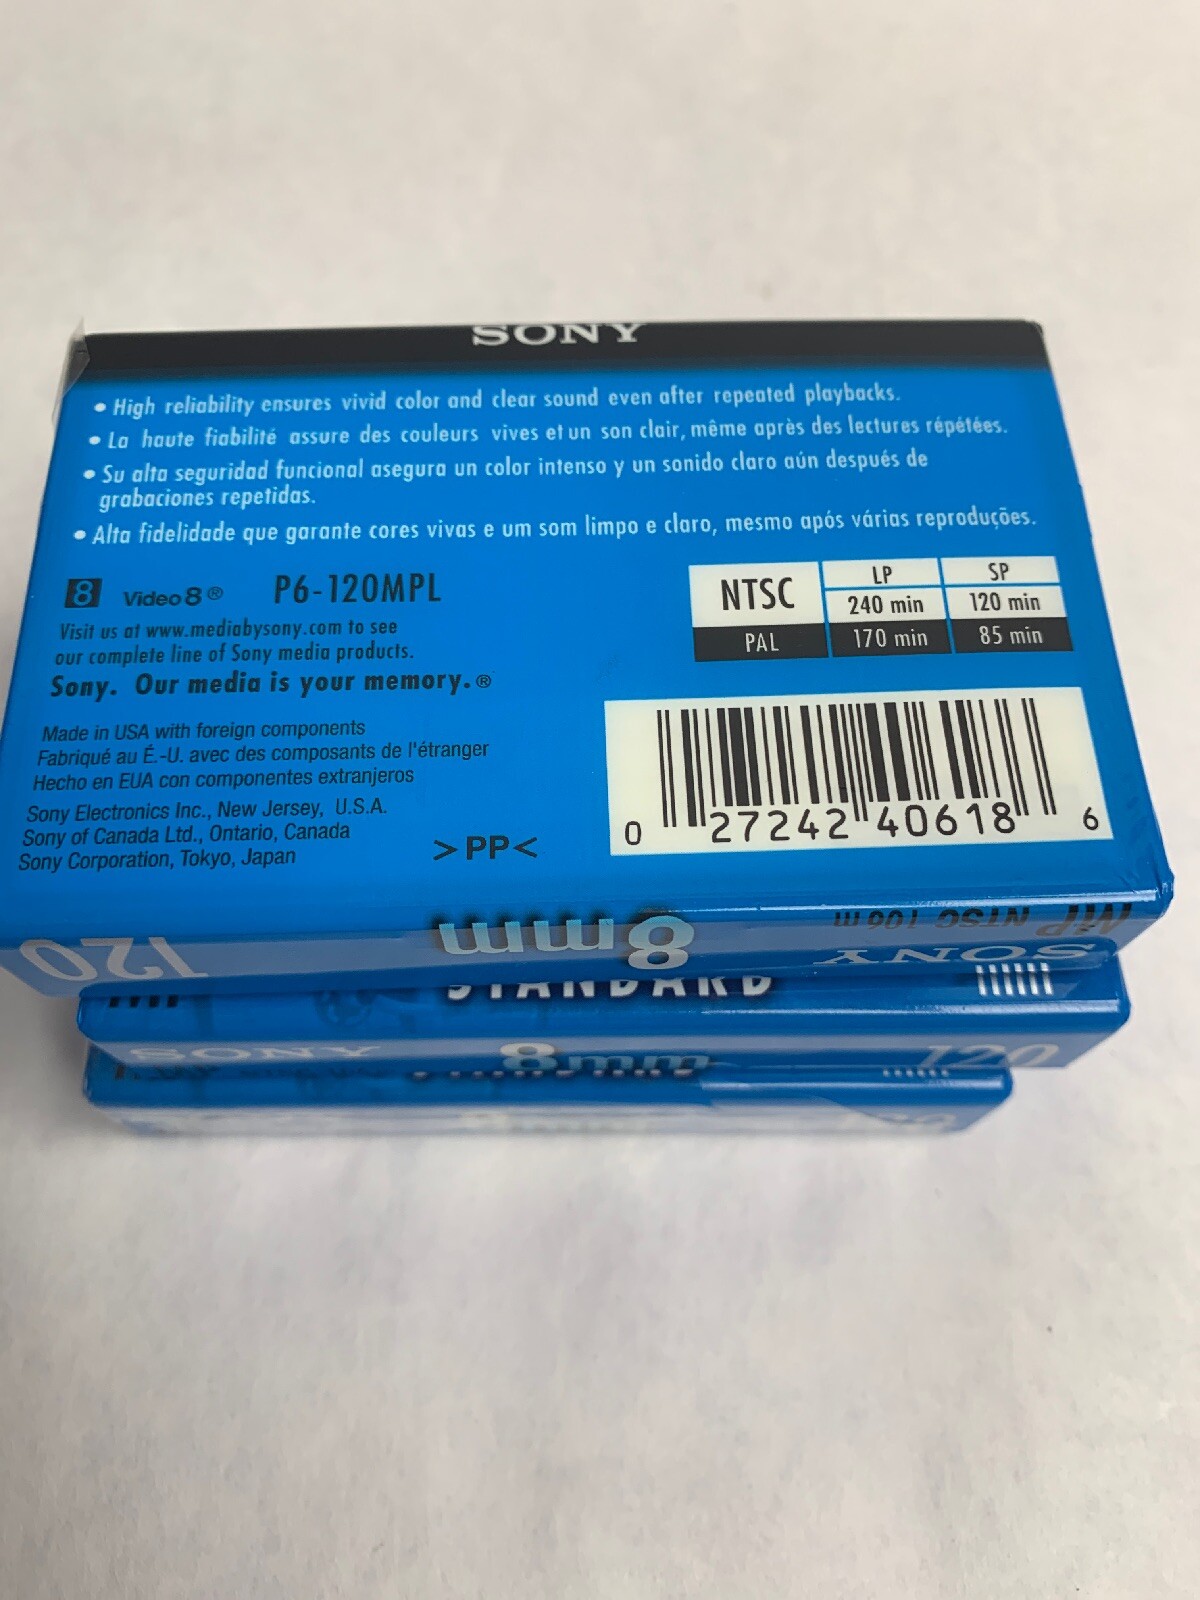 SONY
• High reliability ensures vivid color and clear sound even after repeated playbacks.
• La haute fiabilité assure des couleurs vives et un son clair, même après des lectures répétées.
• Su alta seguridad funcional asegura un color intenso y un sonido claro aún después de
grabaciones repetidas.
• Alta fidelidade que garante cores vivas e um som limpo e claro, mesmo após várias reproduções.
8 Video8® P6-120MPL
Visit us at www.mediabysony.com to see
our complete line of Sony media products.
Sony. Our media is your memory.®
NTSC LP SP
240 min 120 min
PAL 170 min 85 min
Made in USA with foreign components
Fabriqué au É.-U. avec des composants de l'étranger
Hecho en EUA con componentes extranjeros
Sony Electronics Inc., New Jersey, U.S.A.
Sony of Canada Ltd., Ontario, Canada
Sony Corporation, Tokyo, Japan
>PP<
0 27242 40618 6
120 8mm MP NTSC 106m
SONY
STANDARD
SONY 8mm 120